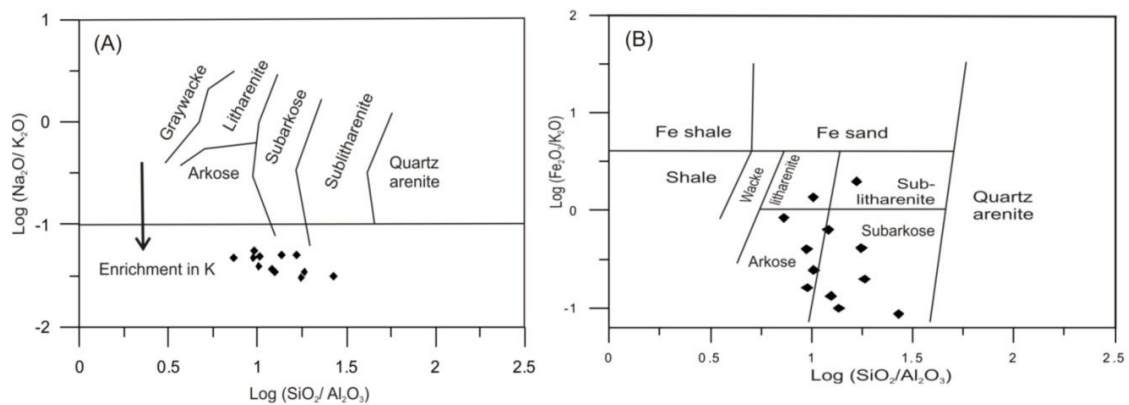 (A)
1
0
-1
-2
Log (Na₂O/ K₂O)
Graywacke
Litharenite
Arkose
Subarkose
Sublitharenite
Quartz
arenite
Enrichment in K
0
0.5
1.0
1.5
2.0
2.5
Log (SiO₂/ Al₂O₃)
(B)
2
1
0
-1
Log (Fe₂O₃/K₂O)
Fe shale
Fe sand
Shale
Wacke
litharenite
Sub-
litharenite
Quartz
arenite
Subarkose
Arkose
0
0.5
1
1.5
2
2.5
Log (SiO₂/Al₂O₃)